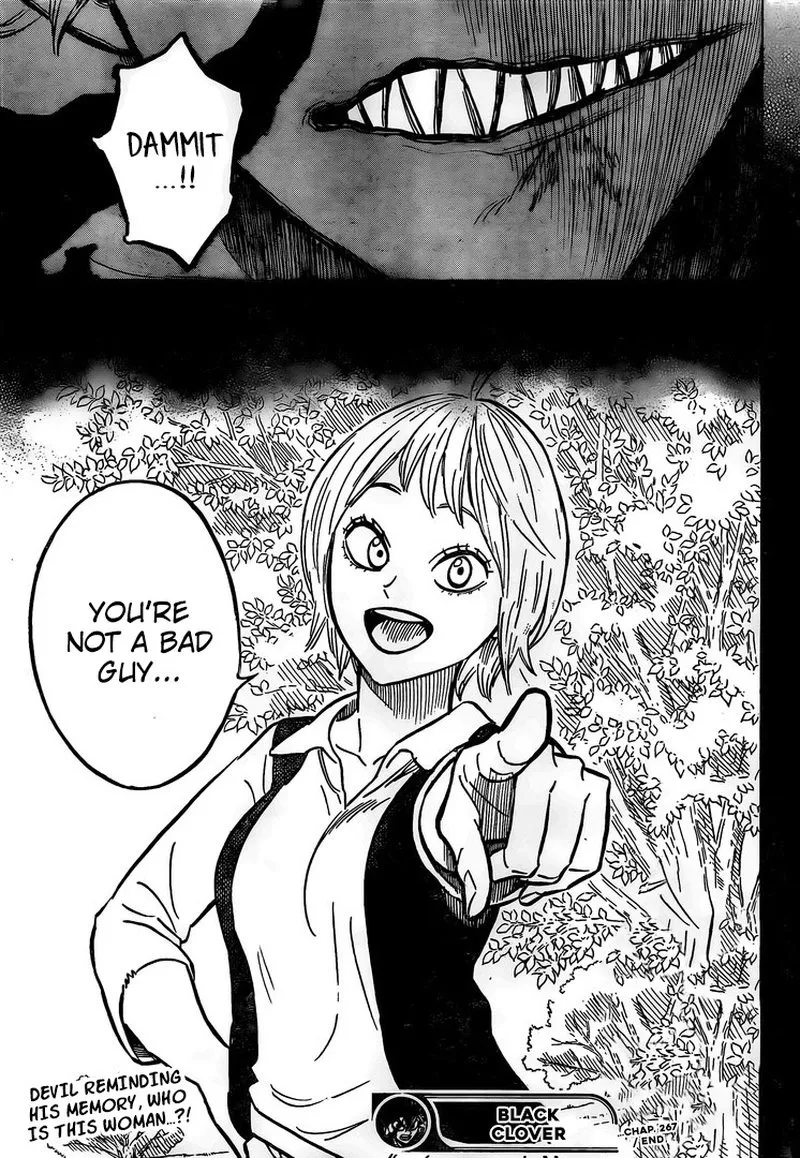 DAMMIT
...!!
YOU'RE
NOT A BAD
GUY...
DEVIL REMINDING
HIS MEMORY, WHO
IS THIS WOMAN...?!
BLACK
CLOVER
CHAP. 267
END